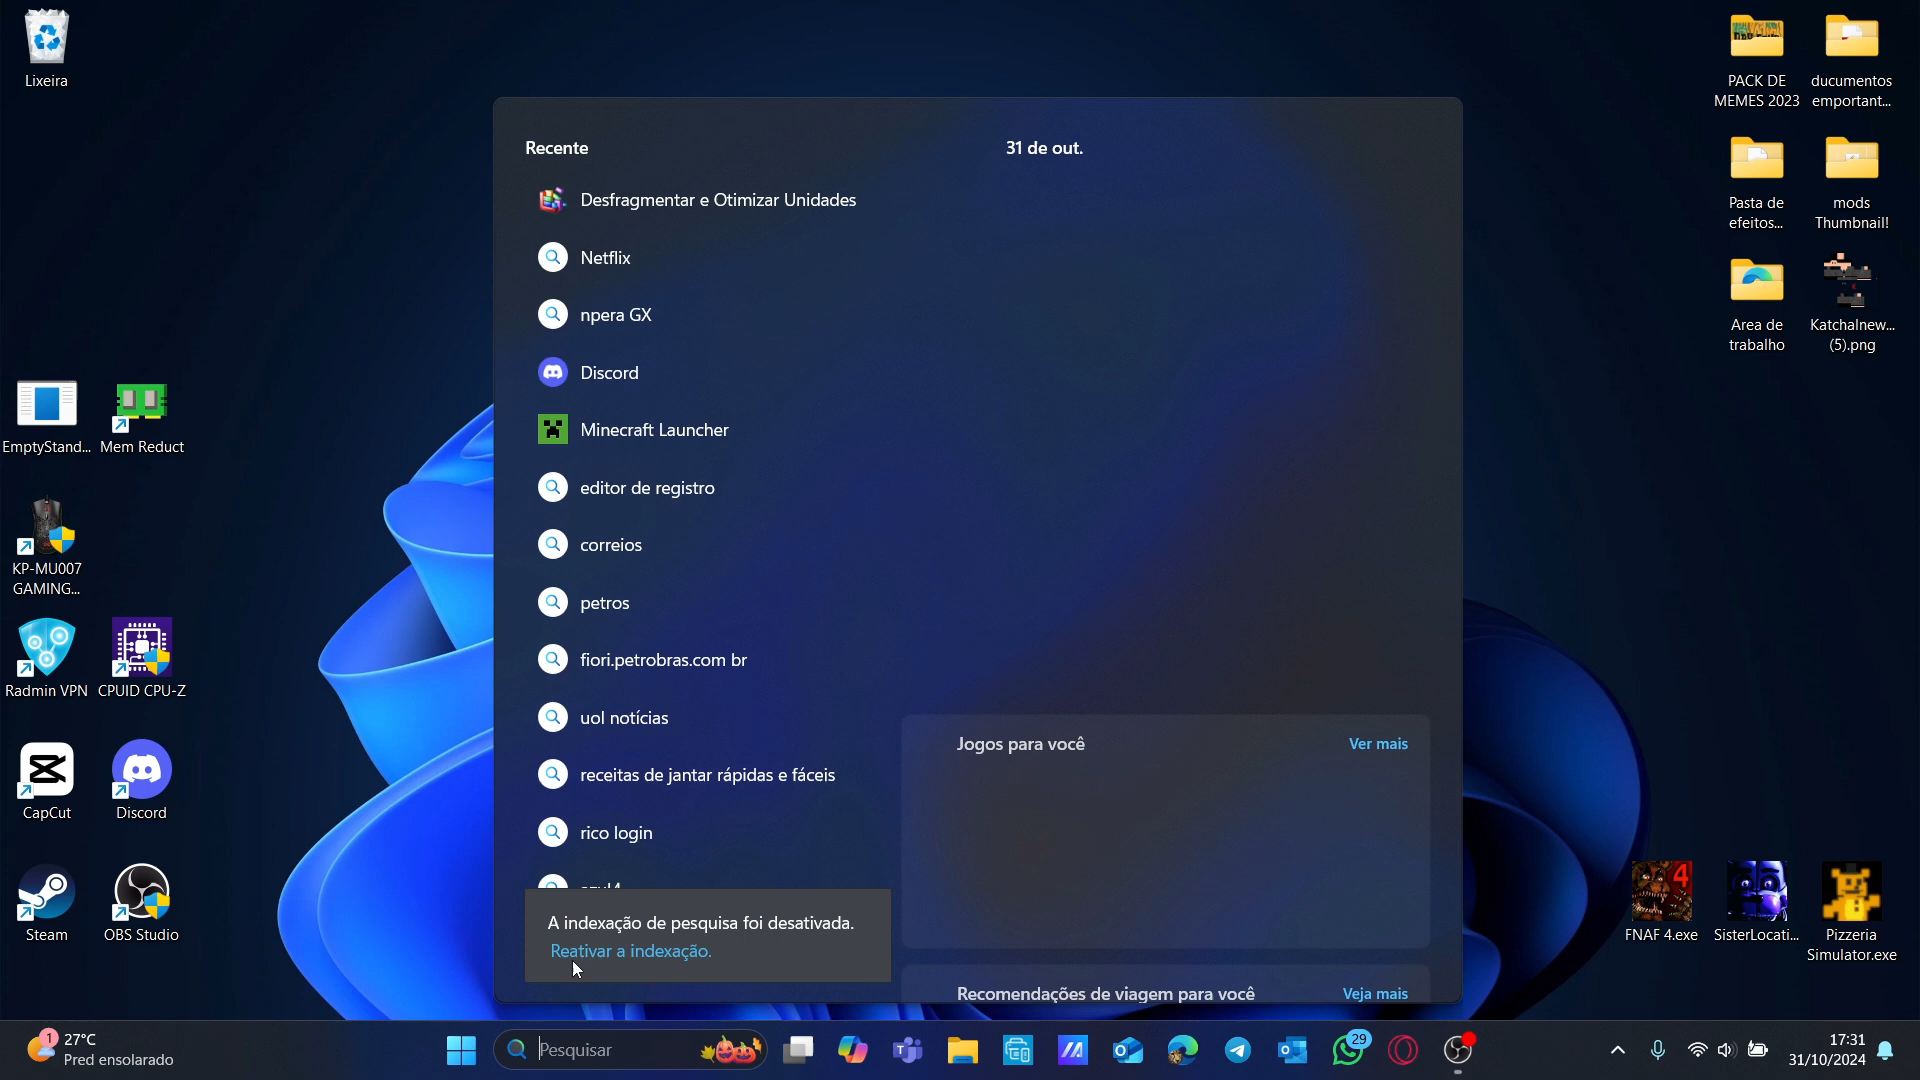 Lixeira
PACK DE
MEMES 2023
ducumentos
emportant...
Pasta de
efeitos...
mods
Thumbnail!
Area de
trabalho
Katchalnew...
(5).png
EmptyStand...
Mem Reduct
KP-MU007
GAMING...
Radmin VPN
CPUID CPU-Z
CapCut
Discord
Steam
OBS Studio
Recente
Desfragmentar e Otimizar Unidades
Netflix
npera GX
Discord
Minecraft Launcher
editor de registro
correios
petros
fiori.petrobras.com br
uol notícias
receitas de jantar rápidas e fáceis
rico login
A indexação de pesquisa foi desativada.
Reativar a indexação.
31 de out.
Jogos para você
Ver mais
Recomendações de viagem para você
Veja mais
4
FNAF 4.exe
SisterLocati...
Pizzeria
Simulator.exe
1
27°C
Pred ensolarado
Pesquisar
29
17:31
31/10/2024